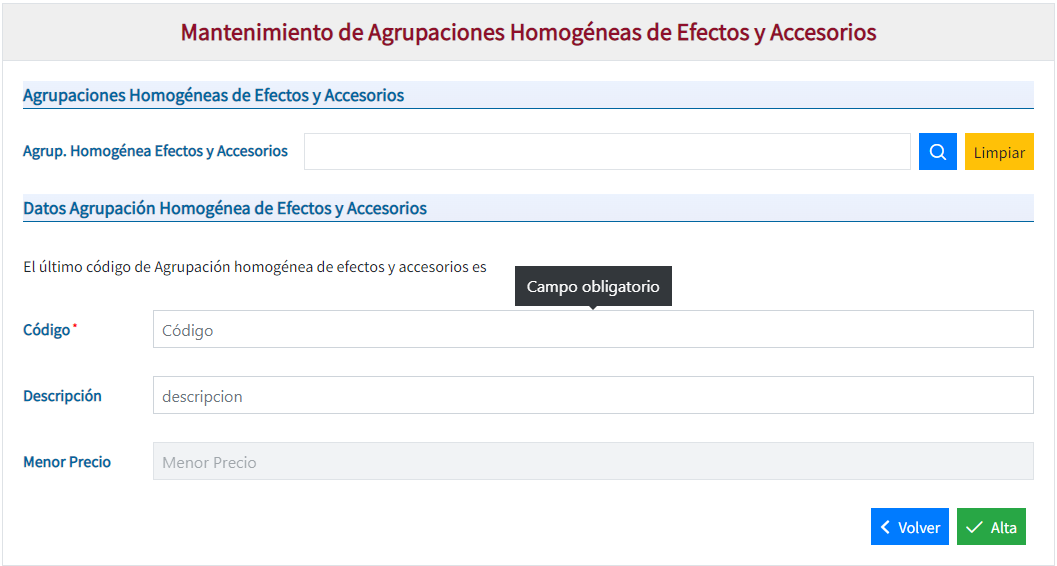 Mantenimiento de Agrupaciones Homogéneas de Efectos y Accesorios
Agrupaciones Homogéneas de Efectos y Accesorios
Agrup. Homogénea Efectos y Accesorios
Limpiar
Datos Agrupación Homogénea de Efectos y Accesorios
El último código de Agrupación homogénea de efectos y accesorios es
Campo obligatorio
Código*
Código
Descripción
descripcion
Menor Precio
Menor Precio
Volver
Alta